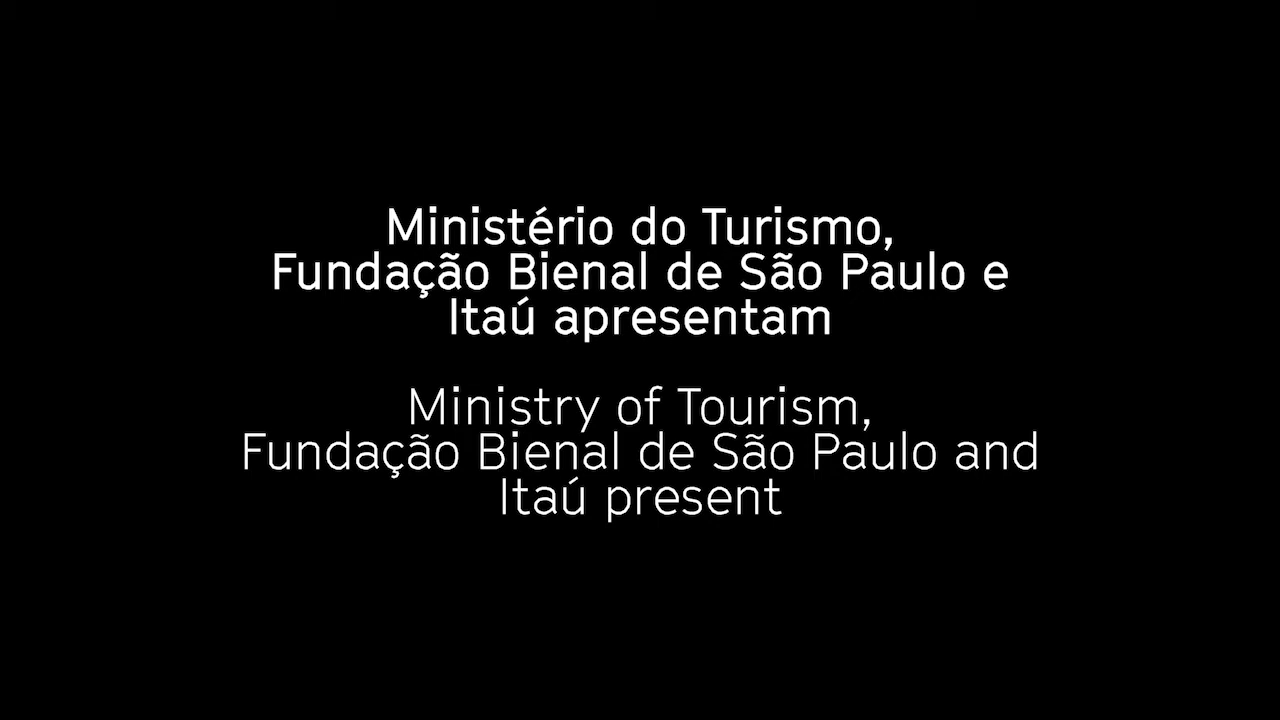 Ministério do Turismo,
Fundação Bienal de São Paulo e
Itaú apresentam
Ministry of Tourism,
Fundação Bienal de São Paulo and
Itaú present